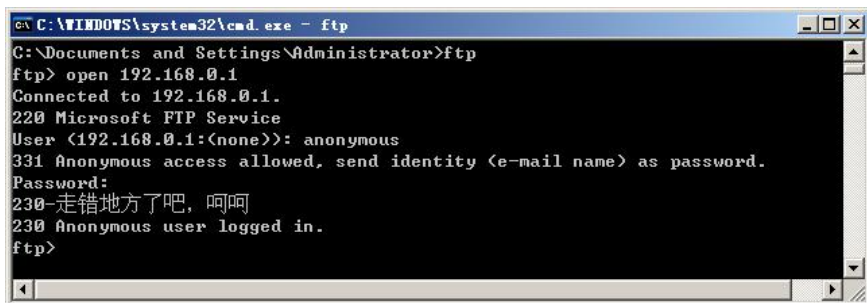 C:\WINDOWS\system32\cmd.exe - ftp
C:\Documents and Settings\Administrator>ftp
ftp> open 192.168.0.1
Connected to 192.168.0.1.
220 Microsoft FTP Service
User (192.168.0.1:(none)): anonymous
331 Anonymous access allowed, send identity (e-mail name) as password.
Password:
230-走错地方了吧，呵呵
230 Anonymous user logged in.
ftp>